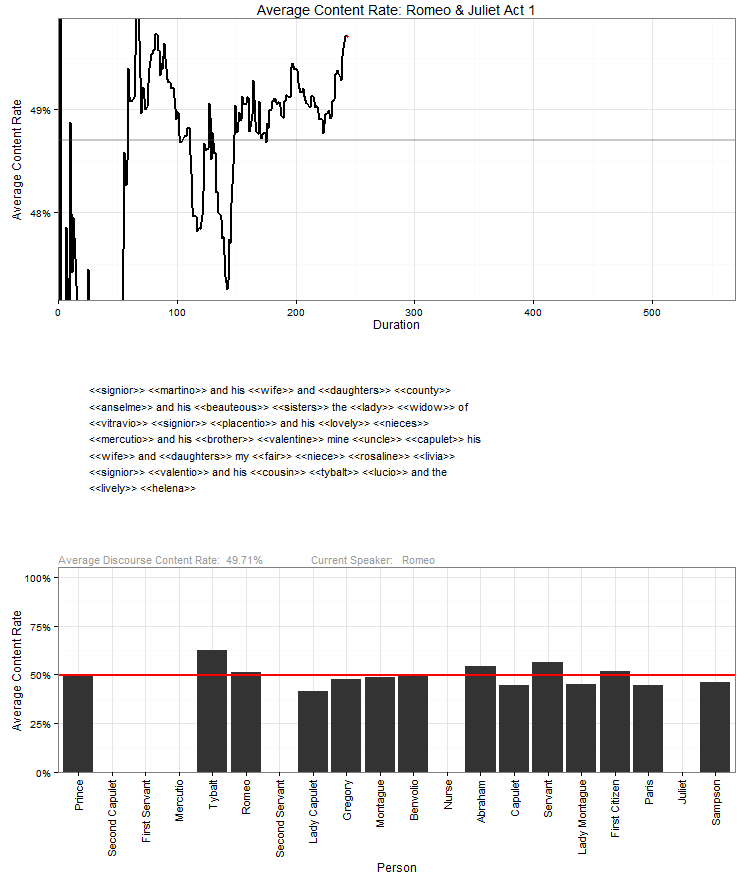 Average Content Rate: Romeo & Juliet Act 1
Average Content Rate
49%
48%
0 100 200 300 400 500
Duration
<<signior>> <<martino>> and his <<wife>> and <<daughters>> <<county>>
<<anselme>> and his <<beauteous>> <<sisters>> the <<lady>> <<widow>> of
<<vitravio>> <<signior>> <<placentio>> and his <<lovely>> <<nieces>>
<<mercutio>> and his <<brother>> <<valentine>> mine <<uncle>> <<capulet>> his
<<wife>> and <<daughters>> my <<fair>> <<niece>> <<rosaline>> <<livia>>
<<signior>> <<valentio>> and his <<cousin>> <<tybalt>> <<lucio>> and the
<<lively>> <<helena>>
Average Discourse Content Rate: 49.71% Current Speaker: Romeo
Average Content Rate
100%
75%
50%
25%
0%
Prince
Second Capulet
First Servant
Mercutio
Tybalt
Romeo
Second Servant
Lady Capulet
Gregory
Montague
Benvolio
Nurse
Abraham
Capulet
Servant
Lady Montague
First Citizen
Paris
Juliet
Sampson
Person